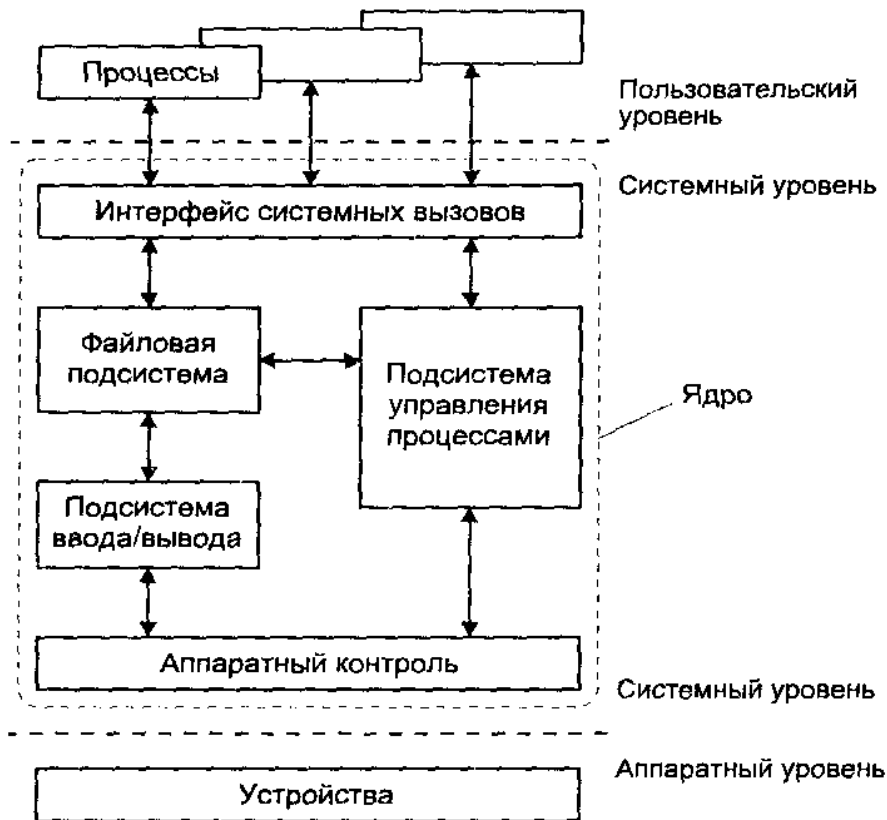 Процессы
Пользовательский
уровень
Системный уровень
Интерфейс системных вызовов
Файловая
подсистема
Подсистема
управления
процессами
Ядро
Подсистема
ввода/вывода
Аппаратный контроль
Системный уровень
Аппаратный уровень
Устройства